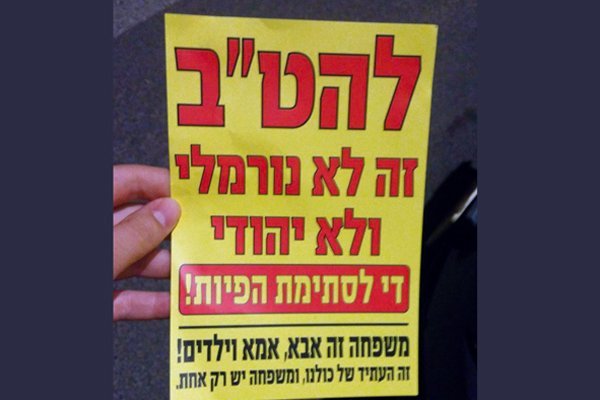 להט"ב
זה לא נורמלי
ולא יהודי
די לסתימת הפיות!
משפחה זה אבא, אמא וילדים!
זה העתיד של כולנו, ומשפחה יש רק אחת.